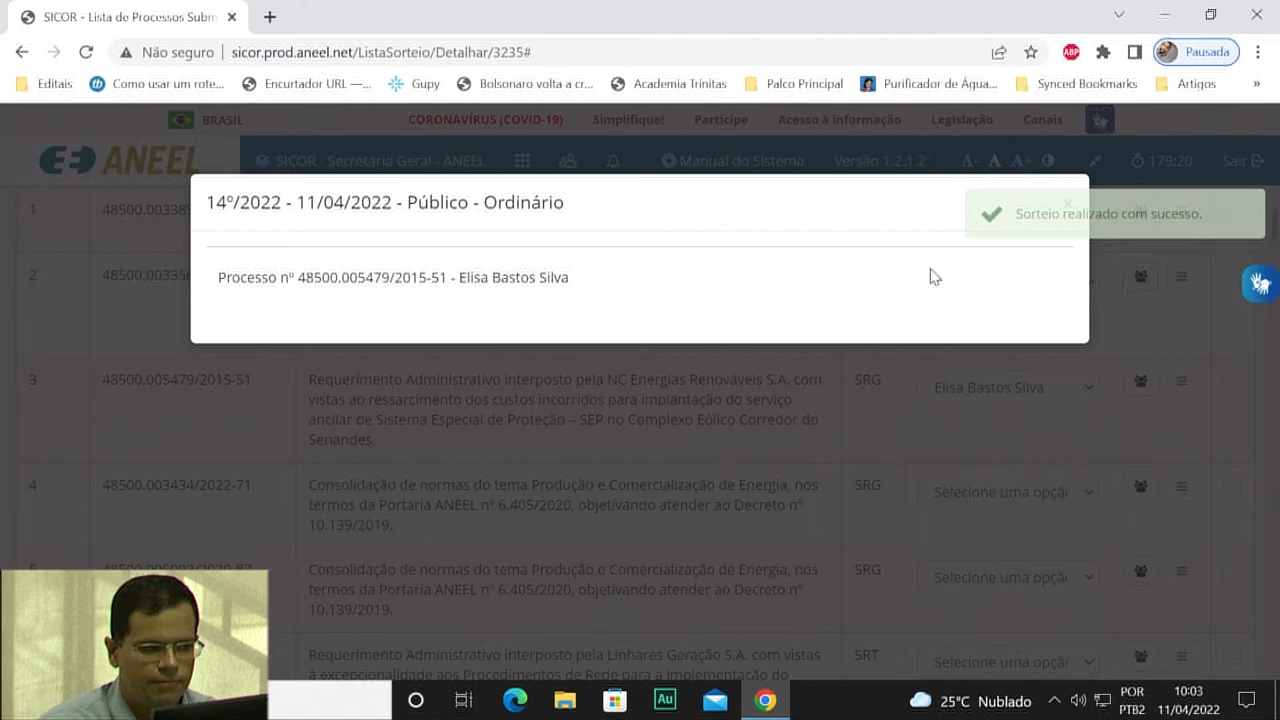 SICOR - Lista de Processos Subm
Não seguro
sicor.prod.aneel.net/ListaSorteio/Detalhar/3235#
ABP
Pausada
Editais
Como usar um rote...
Encurtador URL —...
Gupy
Bolsonaro volta a cr...
Academia Trinitas
Palco Principal
Purificador de Água...
Synced Bookmarks
Artigos
»
BRASIL
CORONAVÍRUS (COVID-19)
Simplifique!
Participe
Acesso à informação
Legislação
Canais
ANEEL
SICOR - Secretaria Geral - ANEEL
Manual do Sistema
Versão 1.2.1.2
A- A A+
179:20
Sair
14º/2022 - 11/04/2022 - Público - Ordinário
Sorteio realizado com sucesso.
Processo nº 48500.005479/2015-51 - Elisa Bastos Silva
1
2
3
48500.005479/2015-51
Requerimento Administrativo interposto pela NC Energias Renováveis S.A. com
vistas ao ressarcimento dos custos incorridos para implantação do serviço
ancilar de Sistema Especial de Proteção – SEP no Complexo Eólico Corredor do
Senandes.
SRG
Elisa Bastos Silva
4
48500.003434/2022-71
Consolidação de normas do tema Produção e Comercialização de Energia, nos
termos da Portaria ANEEL nº 6.405/2020, objetivando atender ao Decreto nº
10.139/2019.
SRG
Selecione uma opçã
Consolidação de normas do tema Produção e Comercialização de Energia, nos
termos da Portaria ANEEL nº 6.405/2020, objetivando atender ao Decreto nº
10.139/2019.
SRG
Selecione uma opçã
Requerimento Administrativo interposto pela Linhares Geração S.A. com vistas
à excepcionalidade aos Procedimentos de Rede para a implementação do
SRT
Selecione uma opçã
Au
25°C Nublado
POR
PTB2
10:03
11/04/2022